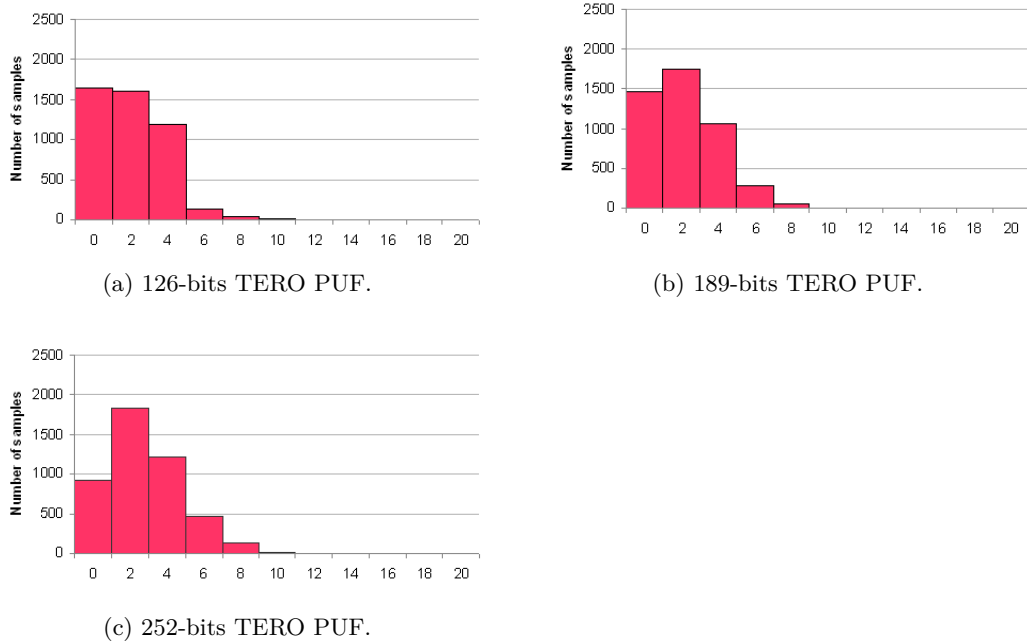 2500
2000
1500
1000
500
0
Number of samples
0 2 4 6 8 10 12 14 16 18 20
(a) 126-bits TERO PUF.
2500
2000
1500
1000
500
0
Number of samples
0 2 4 6 8 10 12 14 16 18 20
(b) 189-bits TERO PUF.
2500
2000
1500
1000
500
0
Number of samples
0 2 4 6 8 10 12 14 16 18 20
(c) 252-bits TERO PUF.